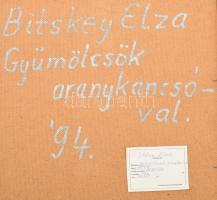 Bitskey Elza
Gyümölcsök
aranykancsó-
val.
'94.